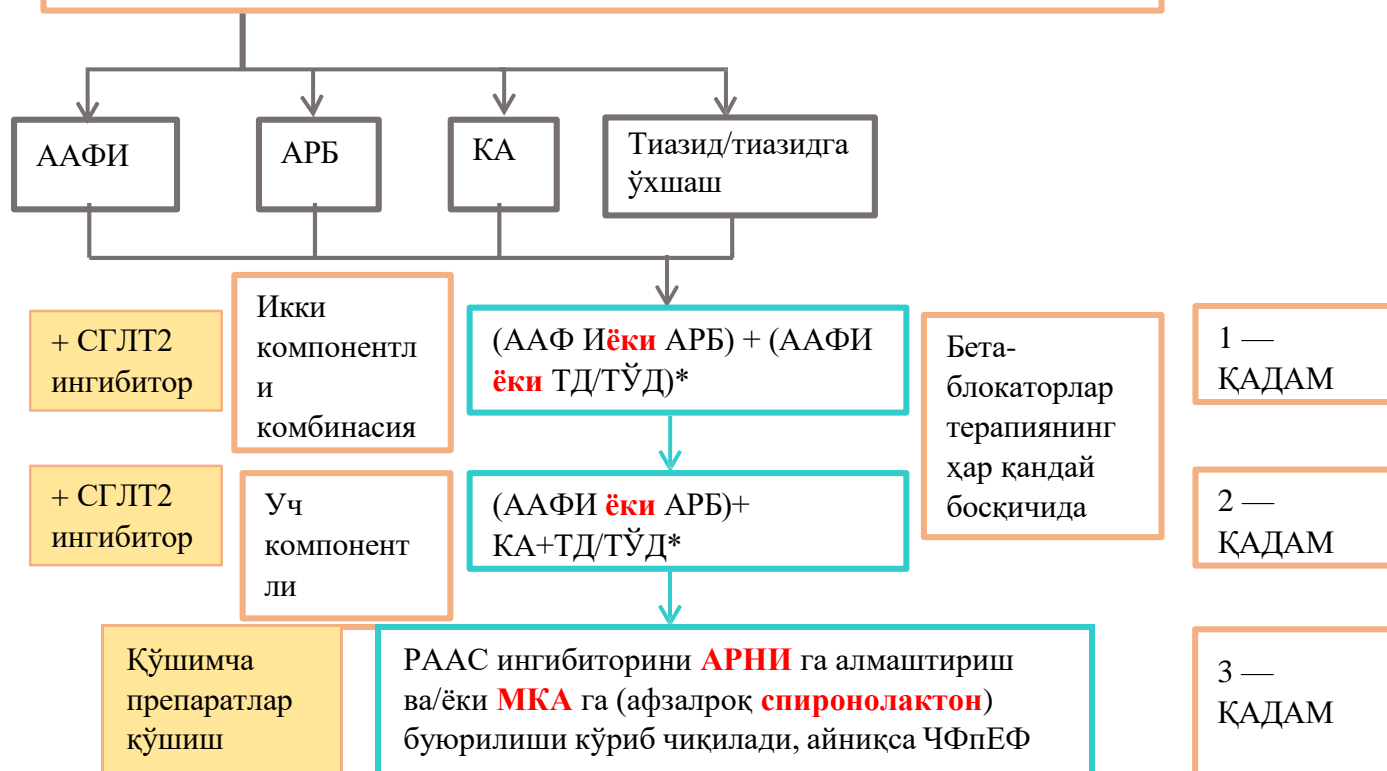 ААФИ
АРБ
КА
Тиазид/тиазидга
ўхшаш
+ СГЛТ2
ингибитор
Икки
компонентл
и
комбинасия
(ААФ Иёки АРБ) + (ААФИ
ёки ТД/ТЎД)*
Бета-
блокаторлар
терапиянинг
ҳар қандай
босқичида
1 —
ҚАДАМ
+ СГЛТ2
ингибитор
Уч
компонент
ли
(ААФИ ёки АРБ)+
КА+ТД/ТЎД*
2 —
ҚАДАМ
Қўшимча
препаратлар
қўшиш
РААС ингибиторини АРНИ га алмаштириш
ва/ёки МКА га (афзалроқ спиронолактон)
буюрилиши кўриб чиқилади, айниқса ЧФпЕФ
3 —
ҚАДАМ